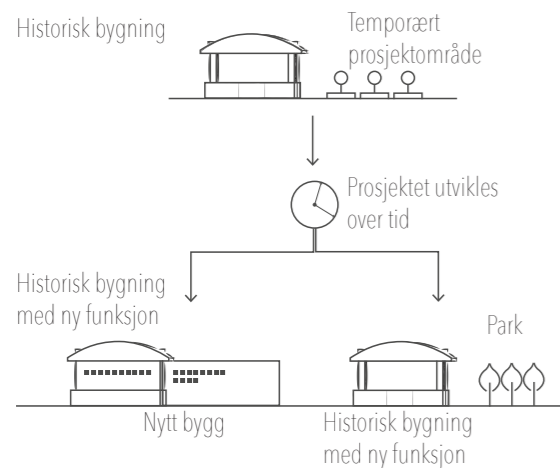 Historisk bygning
Temporært
prosjektområde
Prosjektet utvikles
over tid
Historisk bygning
med ny funksjon
Park
Nytt bygg
Historisk bygning
med ny funksjon